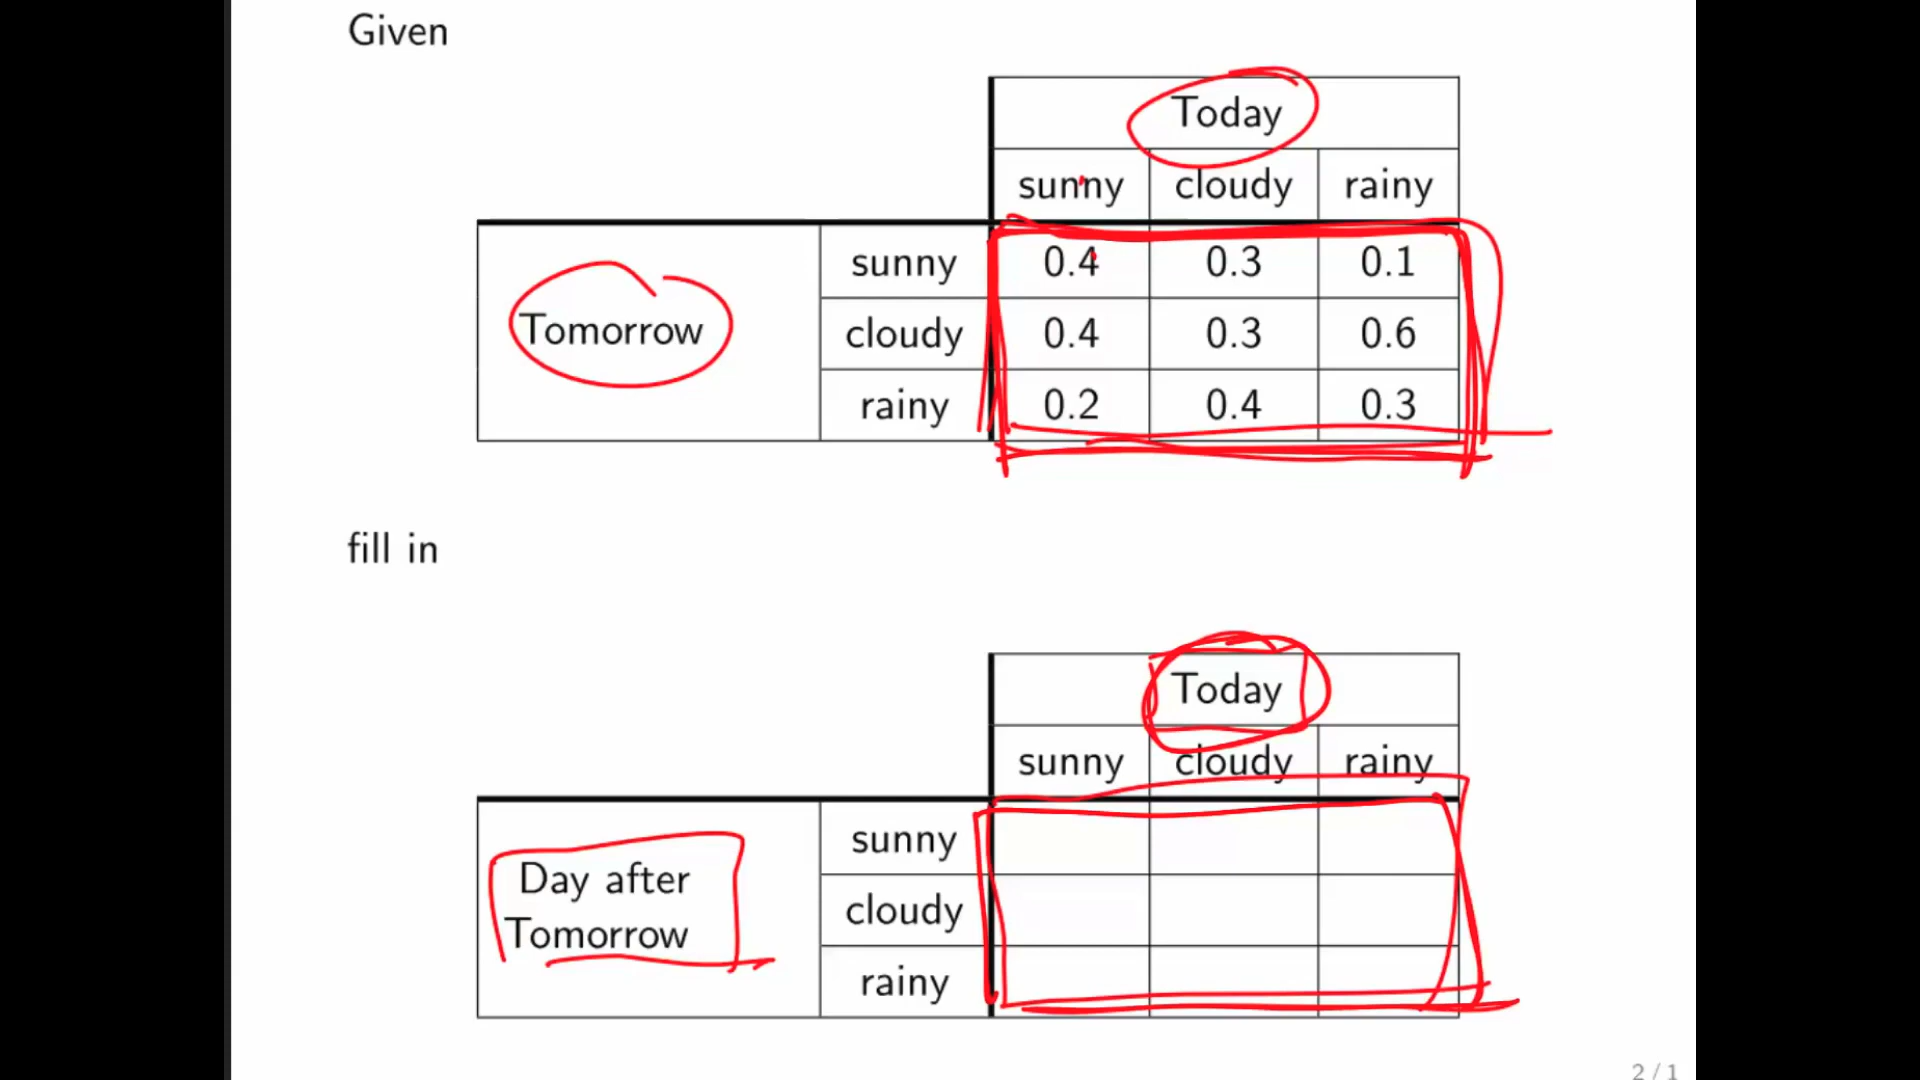 Given
Today
sunny cloudy rainy
sunny 0.4 0.3 0.1
Tomorrow cloudy 0.4 0.3 0.6
rainy 0.2 0.4 0.3
fill in
Today
sunny cloudy rainy
sunny
Day after
cloudy
Tomorrow
rainy
2 / 1